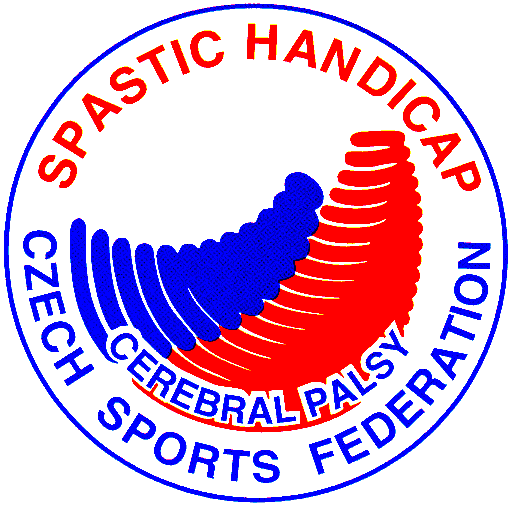 SPASTIC HANDICAP
CEREBRAL PALSY
CZECH SPORTS FEDERATION